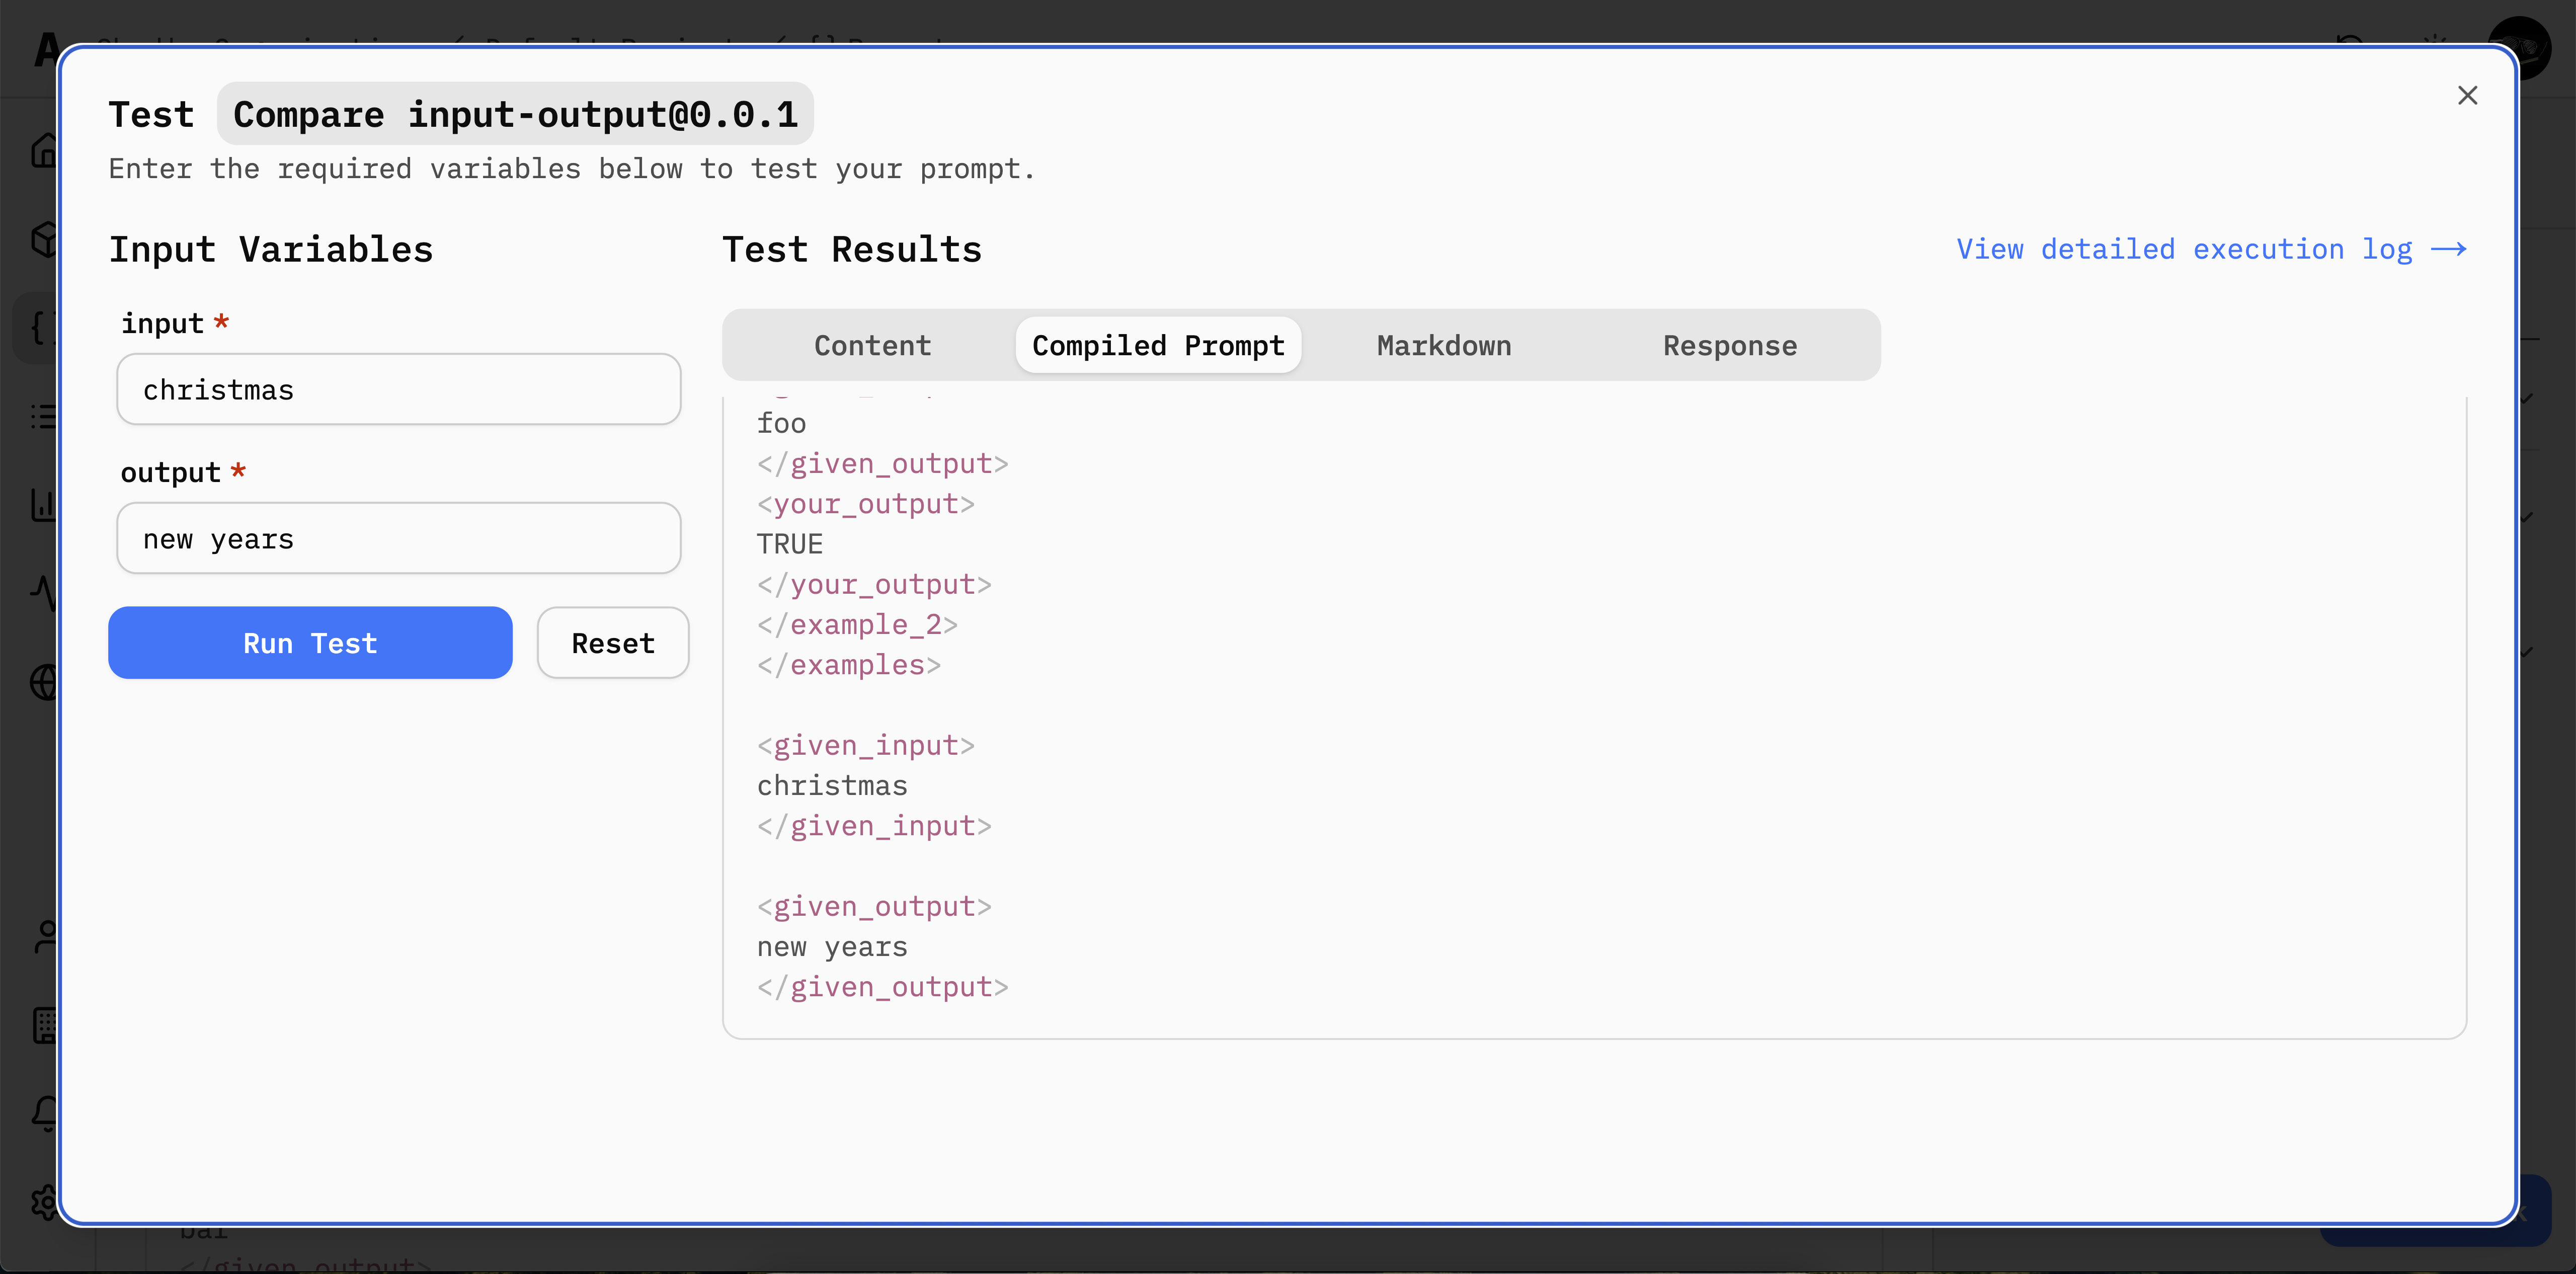 Test Compare input-output@0.0.1
Enter the required variables below to test your prompt.
Input Variables
input *
christmas
output *
new years
Run Test Reset
Test Results
View detailed execution log →
Content Compiled Prompt Markdown Response
foo
</given_output>
<your_output>
TRUE
</your_output>
</example_2>
</examples>
<given_input>
christmas
</given_input>
<given_output>
new years
</given_output>
bar
</given_output>